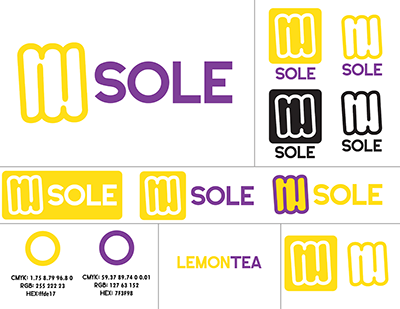 SOLE
SOLE
SOLE
SOLE
SOLE
SOLE
SOLE
SOLE
CMYK: 1.75 8.79 96.8 0
RGB: 255 222 23
HEX:ffde17
CMYK: 59.37 89.74 0 0.01
RGB: 127 63 152
HEX: 773F98
LEMONTEA